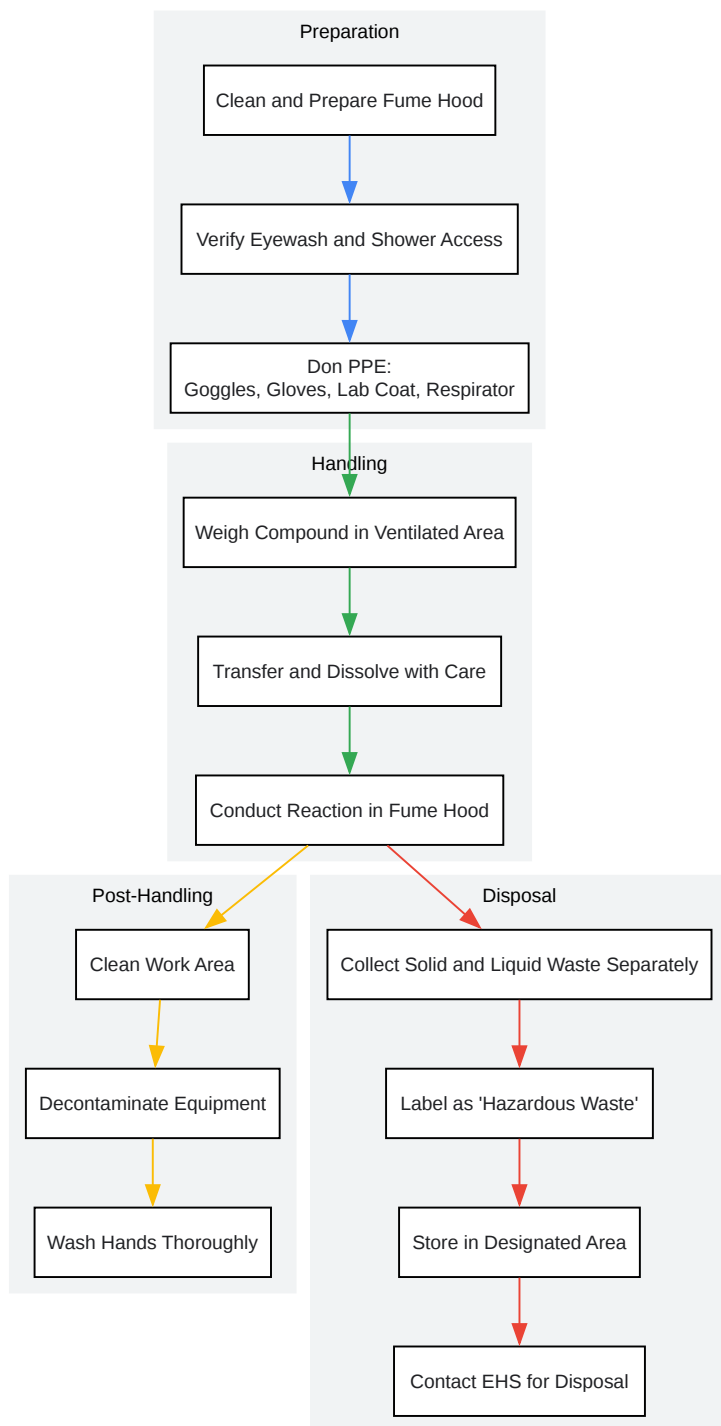 Preparation
Clean and Prepare Fume Hood
Verify Eyewash and Shower Access
Don PPE:
Goggles, Gloves, Lab Coat, Respirator
Handling
Weigh Compound in Ventilated Area
Transfer and Dissolve with Care
Conduct Reaction in Fume Hood
Post-Handling
Clean Work Area
Decontaminate Equipment
Wash Hands Thoroughly
Disposal
Collect Solid and Liquid Waste Separately
Label as 'Hazardous Waste'
Store in Designated Area
Contact EHS for Disposal